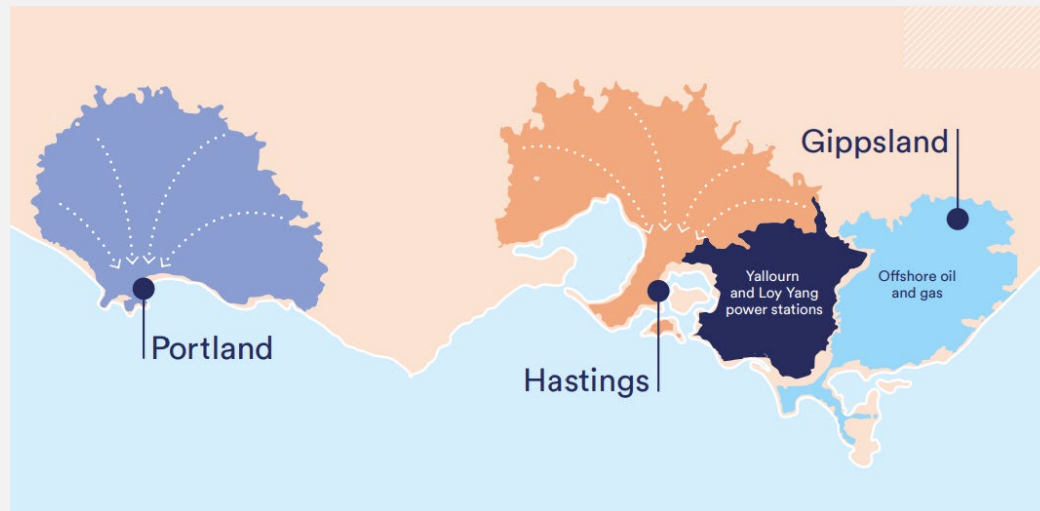 Gippsland
Yallourn
and Loy Yang
power stations
Offshore oil
and gas
Portland
Hastings